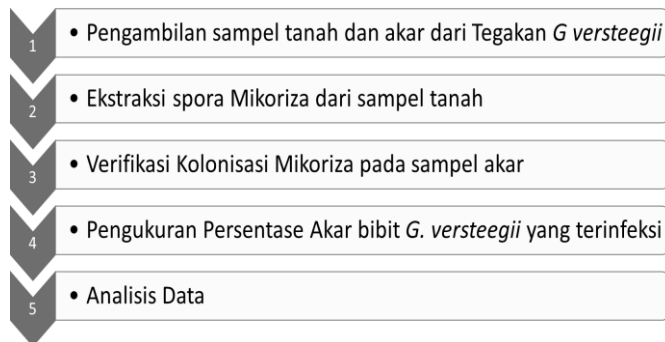 1 • Pengambilan sampel tanah dan akar dari Tegakan G versteegii
2 • Ekstraksi spora Mikoriza dari sampel tanah
3 • Verifikasi Kolonisasi Mikoriza pada sampel akar
4 • Pengukuran Persentase Akar bibit G. versteegii yang terinfeksi
5 • Analisis Data